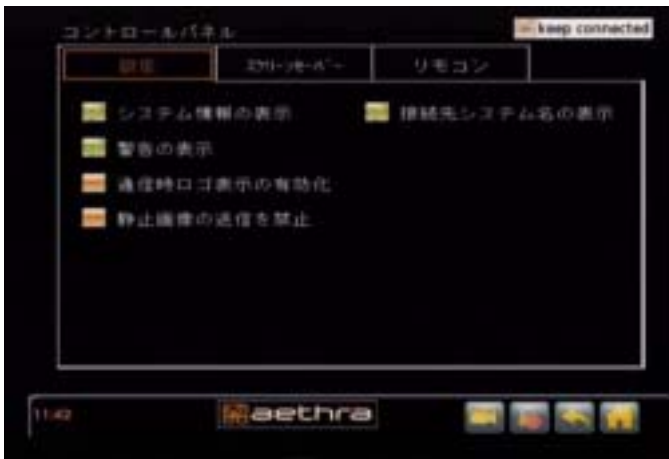 コントロールパネル
keep connected
設定 スクリーンセーバー リモコン
システム情報の表示 接続先システム名の表示
警告の表示
通信時ロゴ表示の有効化
静止画像の送信を禁止
11:42 aethra